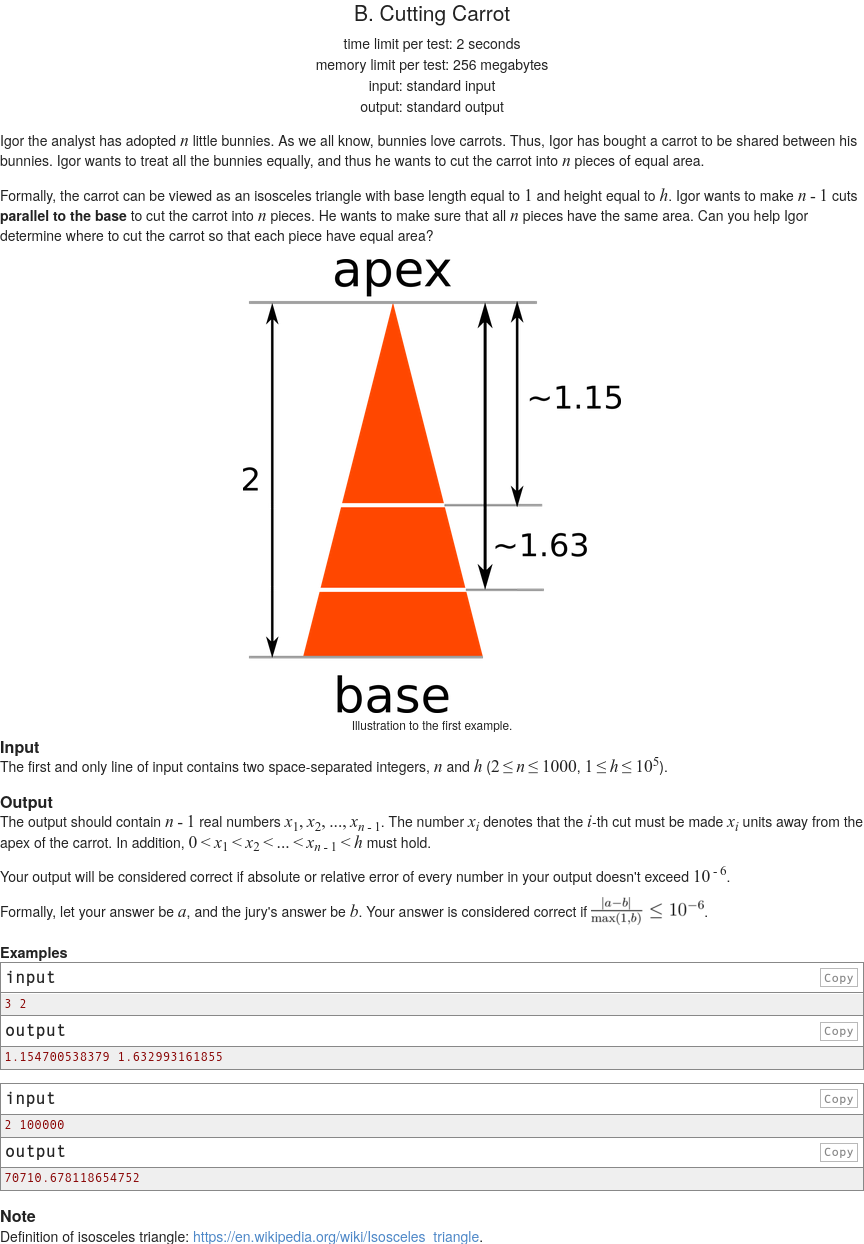 B. Cutting Carrot
time limit per test: 2 seconds
memory limit per test: 256 megabytes
input: standard input
output: standard output
Igor the analyst has adopted n little bunnies. As we all know, bunnies love carrots. Thus, Igor has bought a carrot to be shared between his
bunnies. Igor wants to treat all the bunnies equally, and thus he wants to cut the carrot into n pieces of equal area.
Formally, the carrot can be viewed as an isosceles triangle with base length equal to 1 and height equal to h. Igor wants to make n - 1 cuts
parallel to the base to cut the carrot into n pieces. He wants to make sure that all n pieces have the same area. Can you help Igor
determine where to cut the carrot so that each piece have equal area?
apex
~1.15
2
~1.63
base
Illustration to the first example.
Input
The first and only line of input contains two space-separated integers, n and h (2 ≤ n ≤ 1000, 1 ≤ h ≤ 10^5).
Output
The output should contain n - 1 real numbers x_1, x_2, ..., x_{n - 1}. The number x_i denotes that the i-th cut must be made x_i units away from the
apex of the carrot. In addition, 0 < x_1 < x_2 < ... < x_{n - 1} < h must hold.
Your output will be considered correct if absolute or relative error of every number in your output doesn't exceed 10^{-6}.
Formally, let your answer be a, and the jury's answer be b. Your answer is considered correct if |a−b| / max(1,b) ≤ 10^{−6}.
Examples
input Copy
3 2
output Copy
1.154700538379 1.632993161855
input Copy
2 100000
output Copy
70710.678118654752
Note
Definition of isosceles triangle: https://en.wikipedia.org/wiki/Isosceles_triangle.